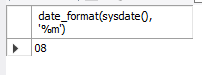 date_format(sysdate(),
'%m')
08